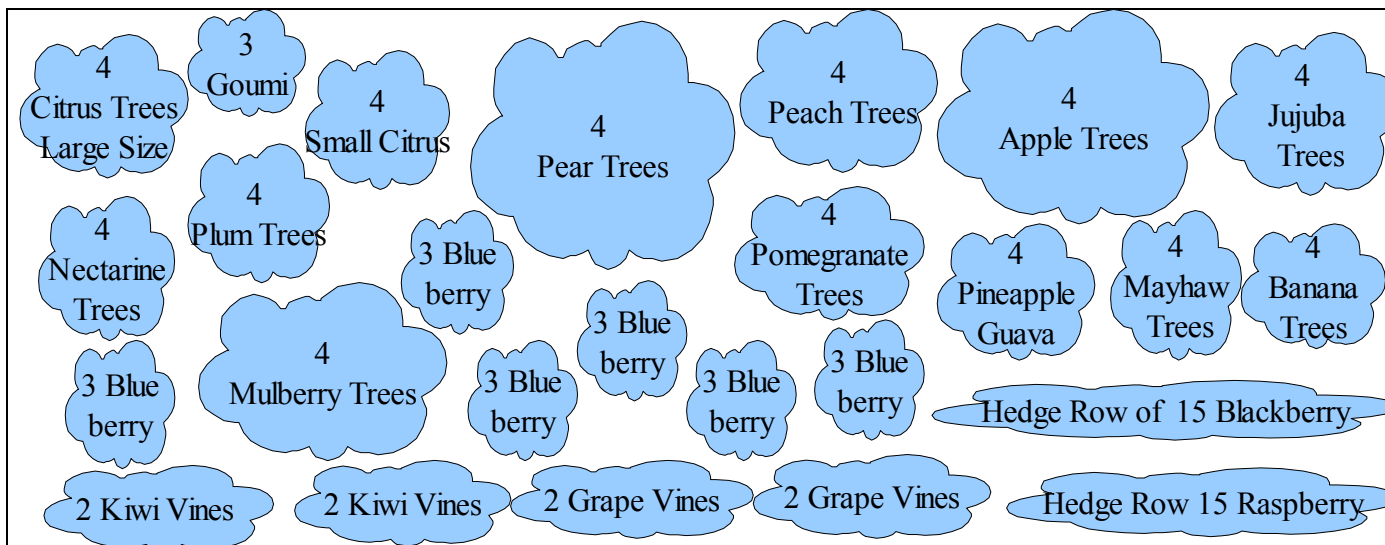 4
Citrus Trees
Large Size
3
Goumi
4
Small Citrus
4
Pear Trees
4
Peach Trees
4
Apple Trees
4
Jujuba
Trees
4
Nectarine
Trees
4
Plum Trees
3 Blue
berry
4
Pomegranate
Trees
4
Pineapple
Guava
4
Mayhaw
Trees
4
Banana
Trees
3 Blue
berry
4
Mulberry Trees
3 Blue
berry
3 Blue
berry
3 Blue
berry
3 Blue
berry
Hedge Row of 15 Blackberry
2 Kiwi Vines
2 Kiwi Vines
2 Grape Vines
2 Grape Vines
Hedge Row 15 Raspberry